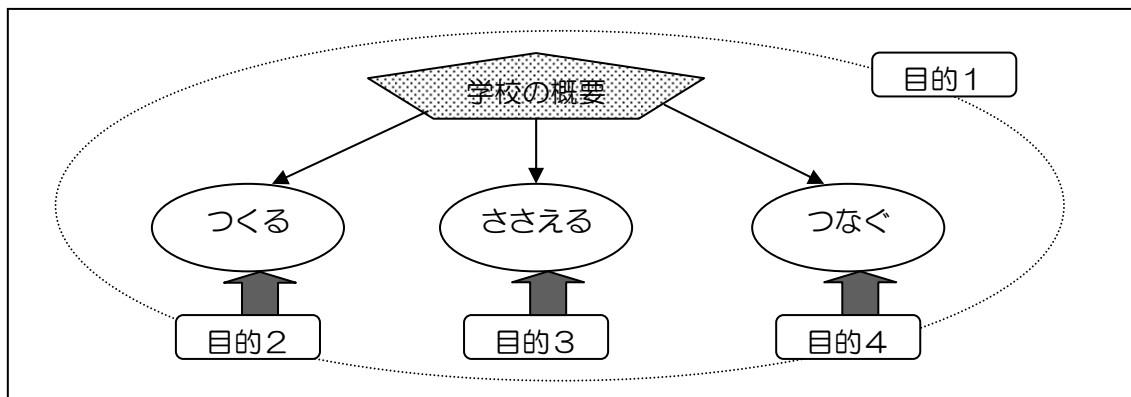 学校の概要
目的１
つくる
ささえる
つなぐ
目的２
目的３
目的４